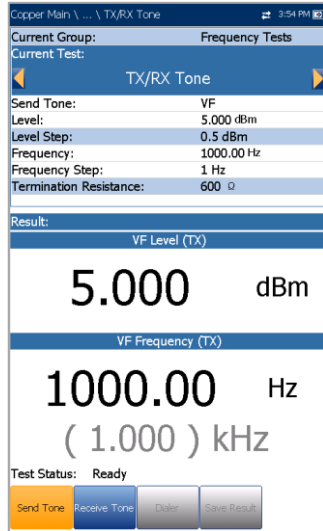 Copper Main \ ... \ TX/RX Tone 3:54 PM
Current Group: Frequency Tests
Current Test:
TX/RX Tone
Send Tone: VF
Level: 5.000 dBm
Level Step: 0.5 dBm
Frequency: 1000.00 Hz
Frequency Step: 1 Hz
Termination Resistance: 600 Ω
Result:
VF Level (TX)
5.000 dBm
VF Frequency (TX)
1000.00 Hz
( 1.000 ) kHz
Test Status: Ready
Send Tone Receive Tone Dialer Save Result